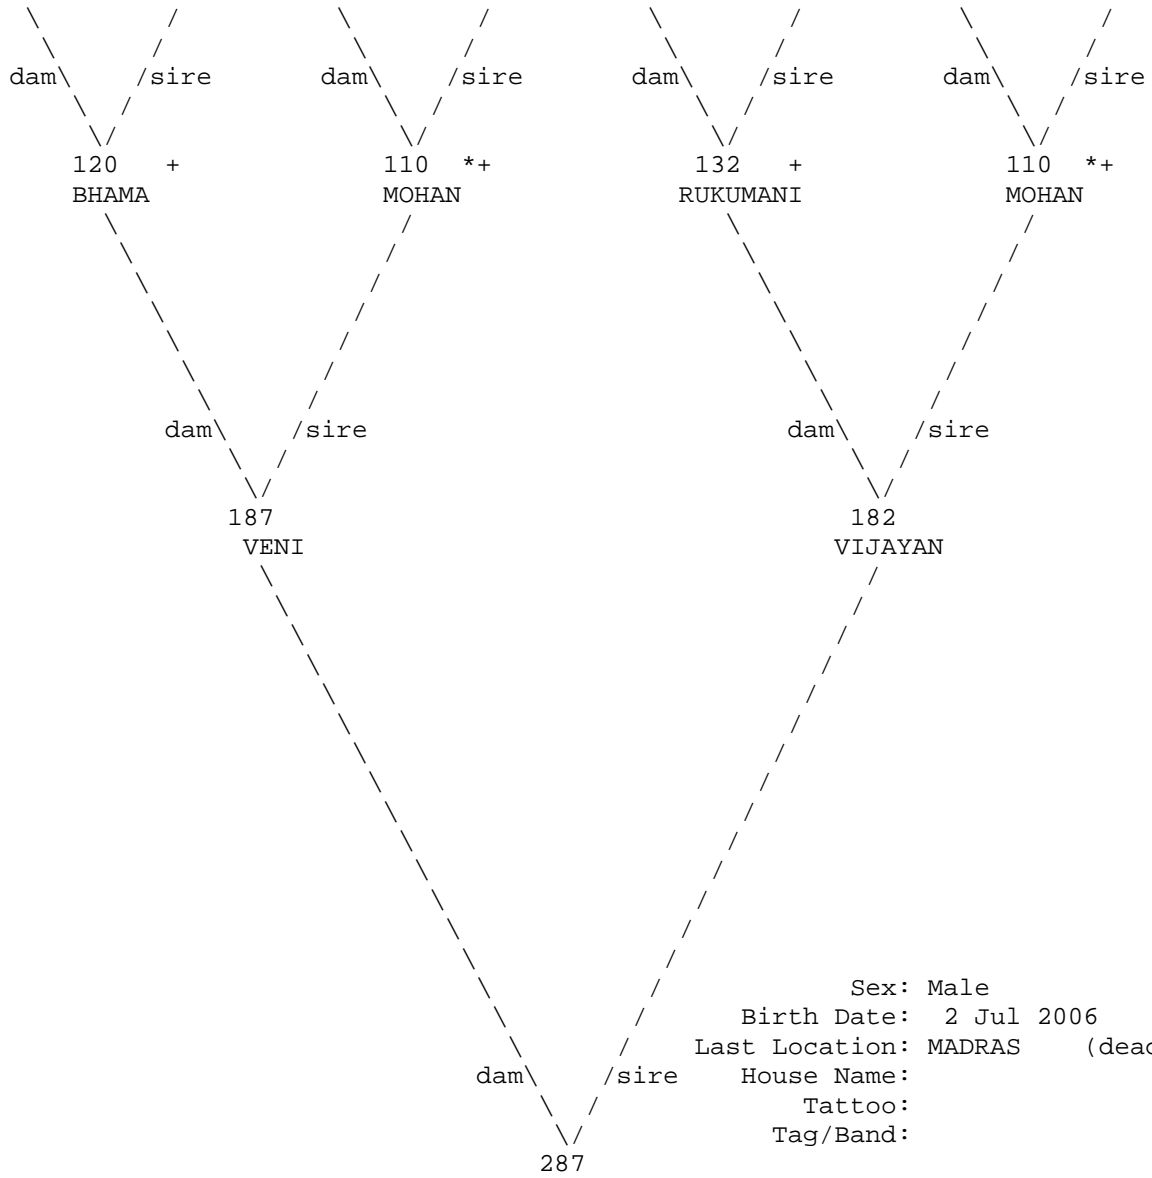 dam sire dam sire dam sire dam sire
120 + 110 *+ 132 + 110 *+
BHAMA MOHAN RUKUMANI MOHAN
dam sire dam sire
187 182
VENI VIJAYAN
Sex: Male
Birth Date: 2 Jul 2006
Last Location: MADRAS (dead
dam sire House Name:
Tattoo:
Tag/Band:
287